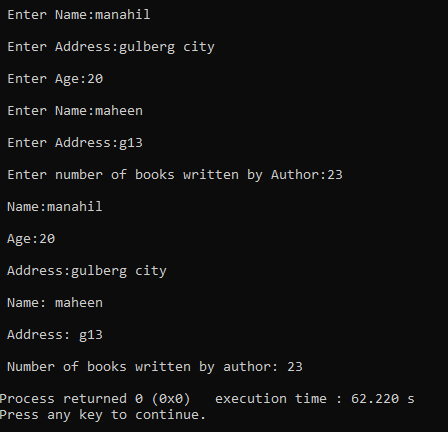 Enter Name:manahil
Enter Address:gulberg city
Enter Age:20
Enter Name:maheen
Enter Address:g13
Enter number of books written by Author:23
Name:manahil
Age:20
Address:gulberg city
Name: maheen
Address: g13
Number of books written by author: 23
Process returned 0 (0x0)   execution time : 62.220 s
Press any key to continue.